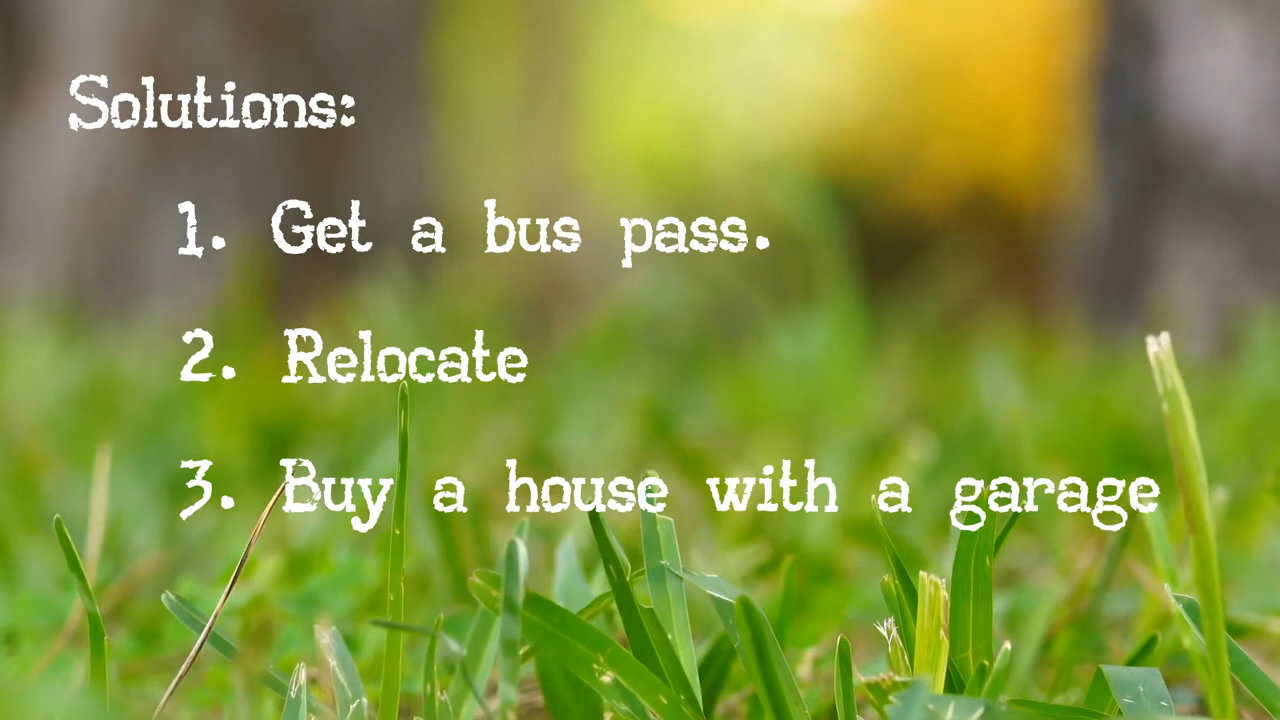 Solutions:
1. Get a bus pass.
2. Relocate
3. Buy a house with a garage